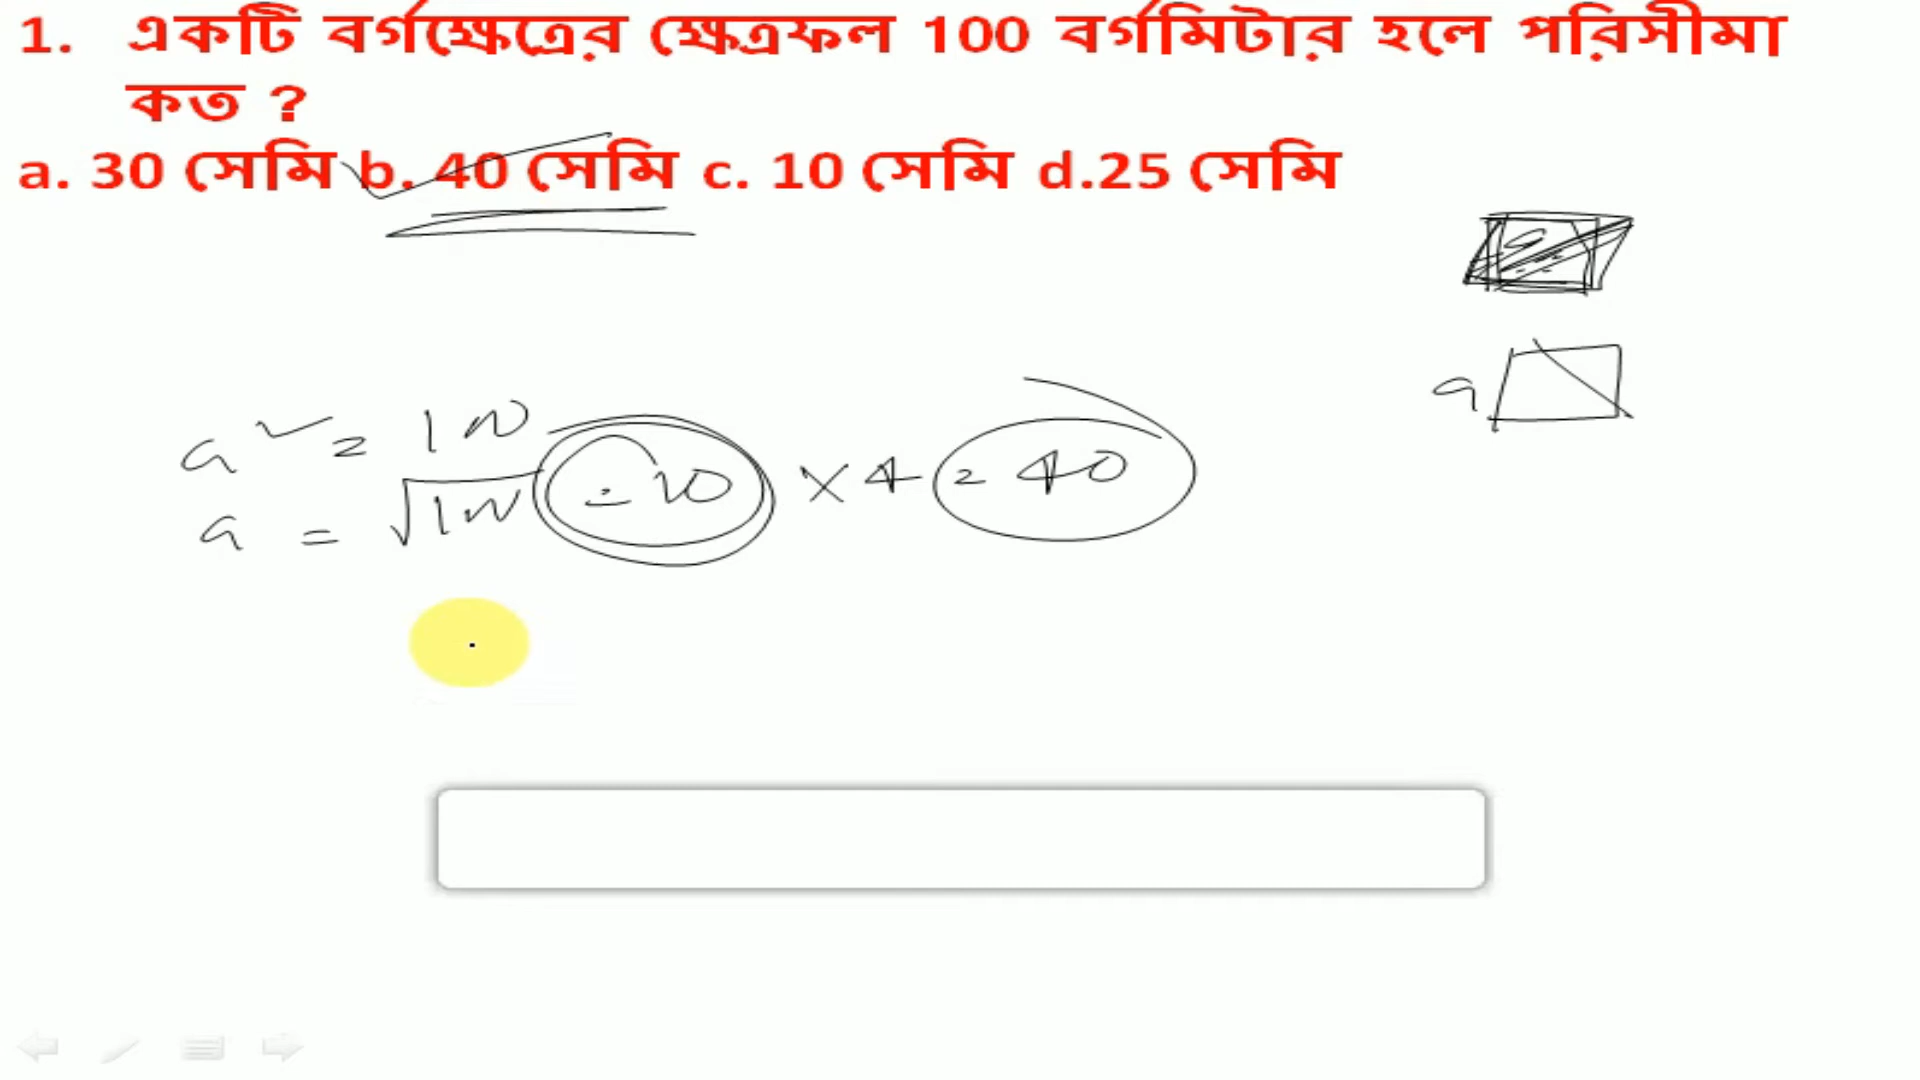 1. একটি বর্গক্ষেত্রের ক্ষেত্রফল 100 বর্গমিটার হলে পরিসীমা
কত ?
a. 30 সেমি b. 40 সেমি c. 10 সেমি d.25 সেমি
a
a² = 100
a = √100 = 10 × 4 = 40
a